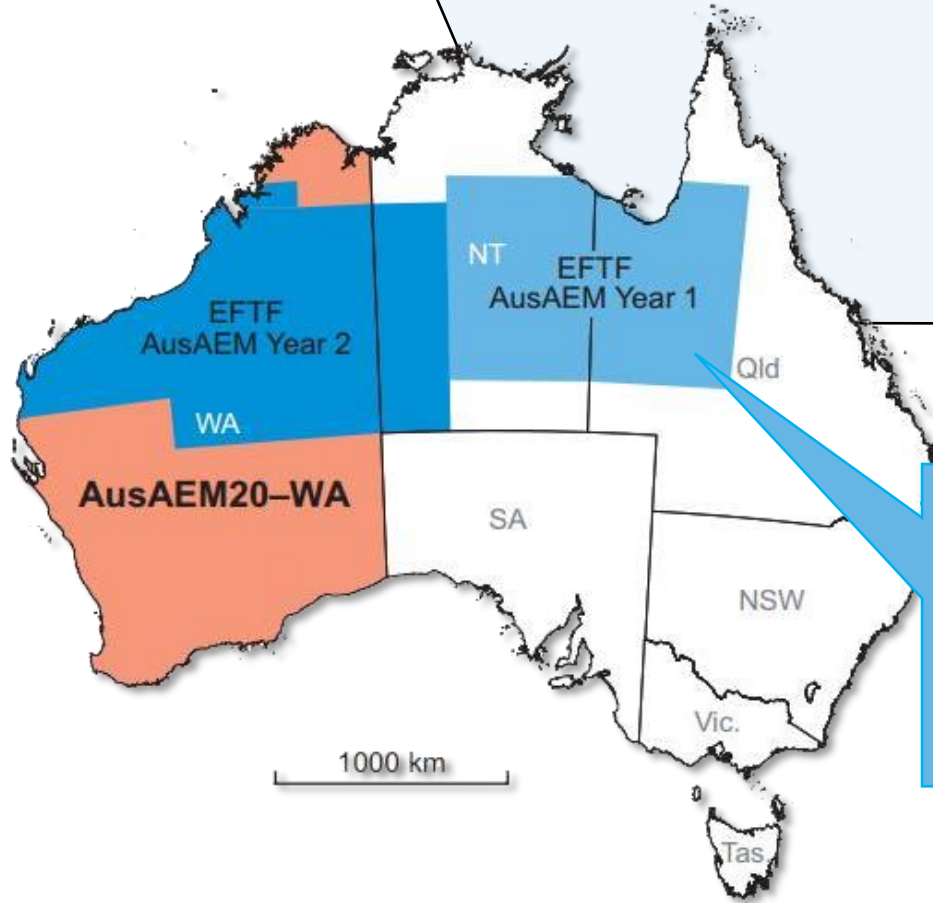 NT
EFTF
AusAEM Year 1
EFTF
AusAEM Year 2
Qld
WA
AusAEM20–WA
SA
NSW
Vic.
1000 km
Tas.